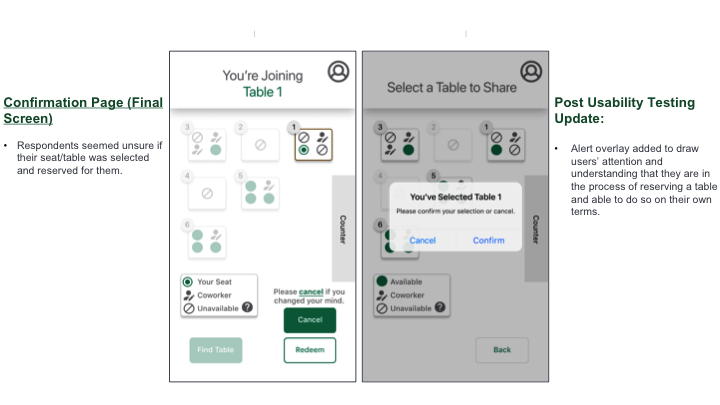 Confirmation Page (Final
Screen)
• Respondents seemed unsure if
their seat/table was selected
and reserved for them.
You're Joining
Table 1
3
2
1
4
5
6
Counter
Your Seat
Coworker
Unavailable ?
Please cancel if you
changed your mind.
Cancel
Find Table
Redeem
Select a Table to Share
3
2
1
4
5
You've Selected Table 1
Please confirm your selection or cancel.
Cancel
Confirm
6
Counter
Available
Coworker
Unavailable ?
Back
Post Usability Testing
Update:
• Alert overlay added to draw
users' attention and
understanding that they are in
the process of reserving a table
and able to do so on their own
terms.